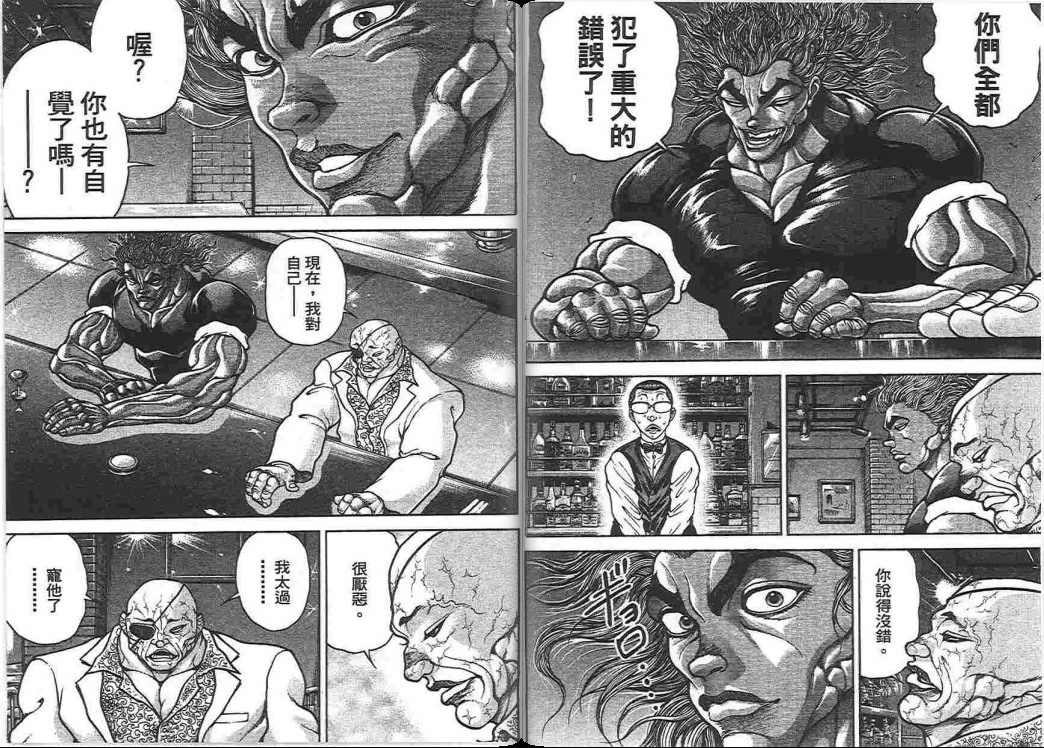 你們全都
犯了重大的
錯誤了！
ギョロ……
你說得沒錯。
喔？
你也有自
覺了嗎—
——？
現在，我對
自己——
很厭惡。
我太過
………
寵他了
………